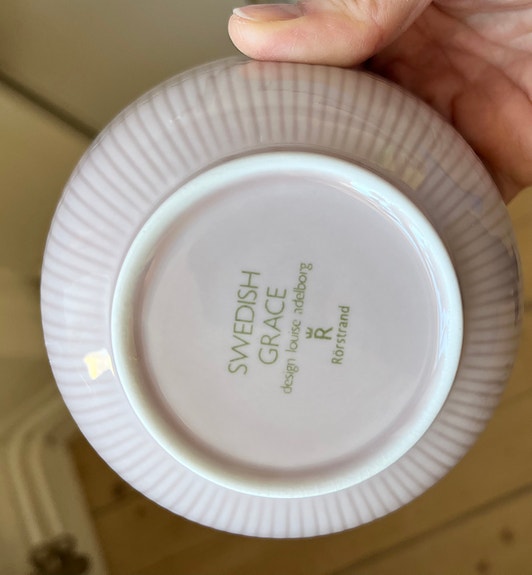 SWEDISH
GRACE
design louise adelborg
R
Rörstrand